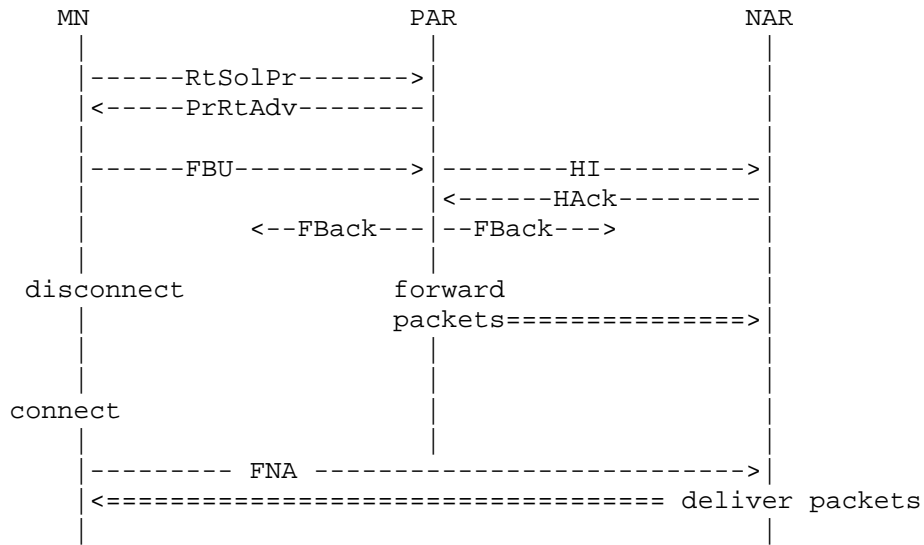 MN                    PAR                  NAR
|                     |                    |
|------RtSolPr------->|                    |
|<-----PrRtAdv--------|                    |
|                     |                    |
|------FBU----------->|--------HI--------->|
|                     |<------HAck---------|
|          <--FBack---|--FBack--->         |
|                     |                    |
disconnect          forward                |
|                   packets===============>|
|                     |                    |
|                     |                    |
connect               |                    |
|                     |                    |
|--------- FNA --------------------------->|
|<=================================== deliver packets
|                                          |